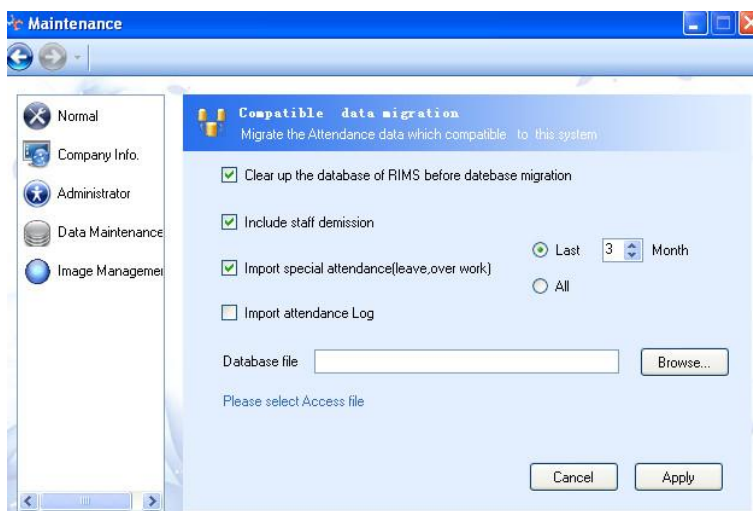 Maintenance
Normal
Company Info.
Administrator
Data Maintenance
Image Managemer
Compatible data migration
Migrate the Attendance data which compatible to this system
Clear up the database of RIMS before datebase migration
Include staff demission
Import special attendance(leave,over work)
Last 3 Month
All
Import attendance Log
Database file
Browse...
Please select Access file
Cancel
Apply